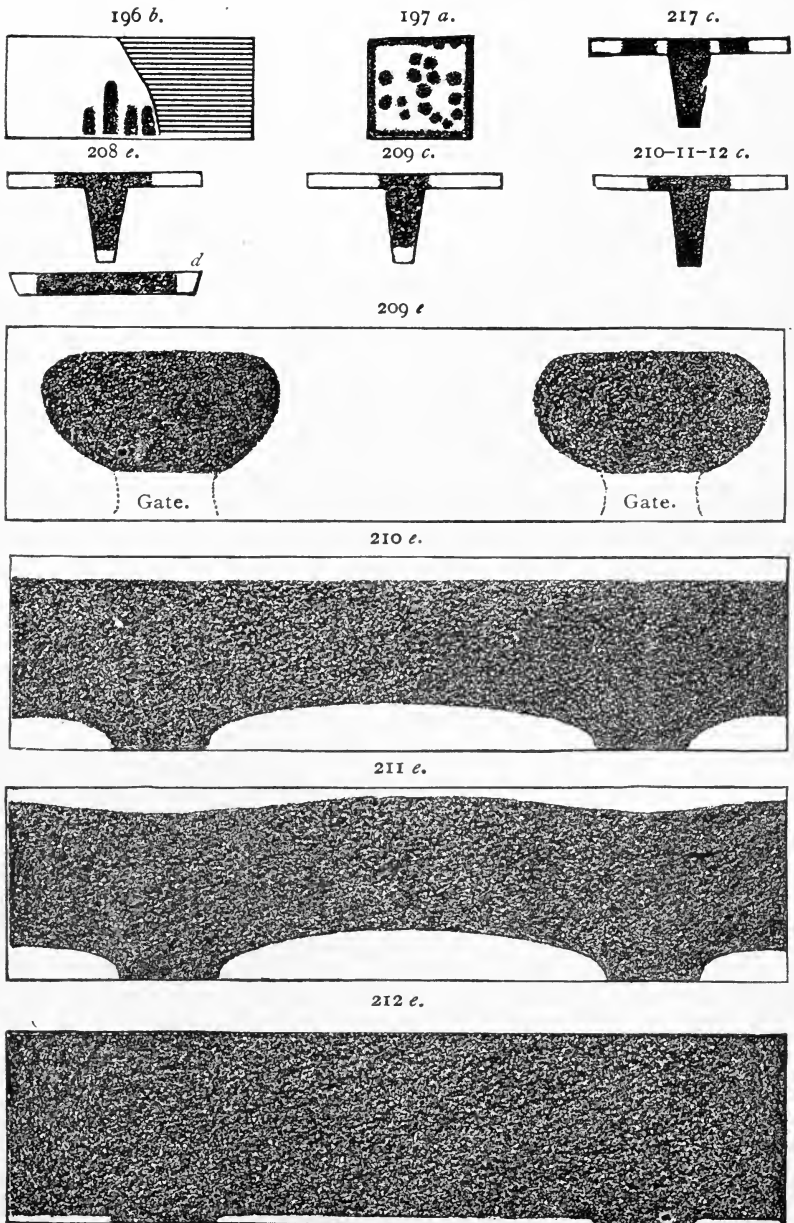 196 b. 197 a. 217 c.
208 e. 209 c. 210-11-12 c.
d
209 e
Gate. Gate.
210 e.
211 e.
212 e.